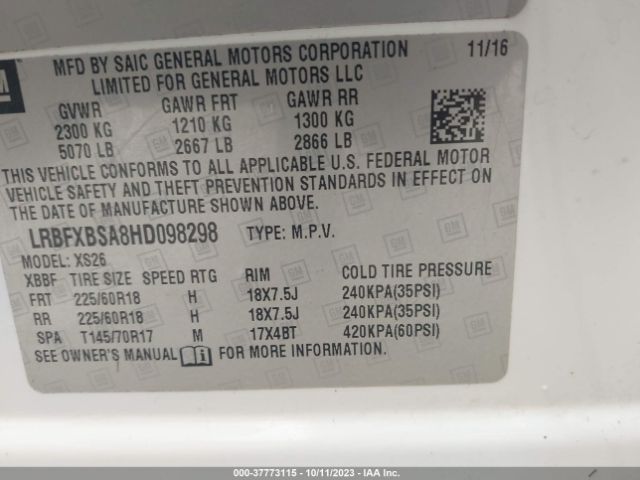 GM
MFD BY SAIC GENERAL MOTORS CORPORATION 11/16
LIMITED FOR GENERAL MOTORS LLC
GVWR GAWR FRT GAWR RR
2300 KG 1210 KG 1300 KG
5070 LB 2667 LB 2866 LB
THIS VEHICLE CONFORMS TO ALL APPLICABLE U.S. FEDERAL MOTOR
VEHICLE SAFETY AND THEFT PREVENTION STANDARDS IN EFFECT ON
THE DATE OF MANUFACTURE SHOWN ABOVE.
LRBFXBSA8HD098298 TYPE: M.P.V.
MODEL: XS26
XBBF TIRE SIZE SPEED RTG RIM COLD TIRE PRESSURE
FRT 225/60R18 H 18X7.5J 240KPA(35PSI)
RR 225/60R18 H 18X7.5J 240KPA(35PSI)
SPA T145/70R17 M 17X4BT 420KPA(60PSI)
SEE OWNER'S MANUAL FOR MORE INFORMATION.
000-37773115 - 10/11/2023 - IAA Inc.